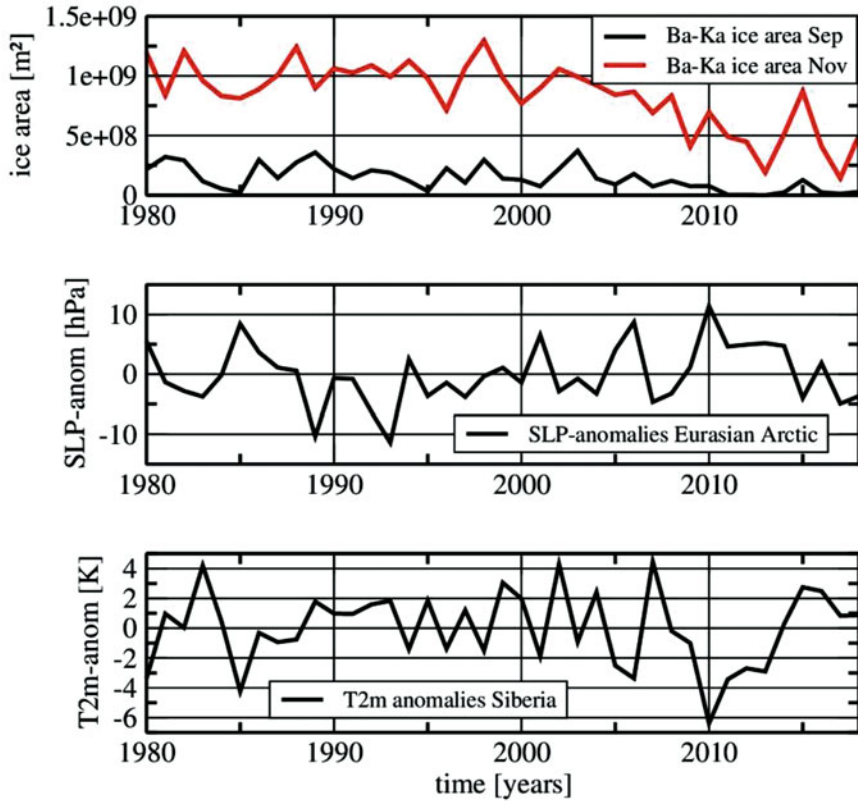 1.5e+09
1e+09
5e+08
0
ice area [m²]
Ba-Ka ice area Sep
Ba-Ka ice area Nov
1980
1990
2000
2010
10
0
-10
SLP-anom [hPa]
SLP-anomalies Eurasian Arctic
1980
1990
2000
2010
4
2
0
-2
-4
-6
T2m-anom [K]
T2m anomalies Siberia
1980
1990
2000
2010
time [years]